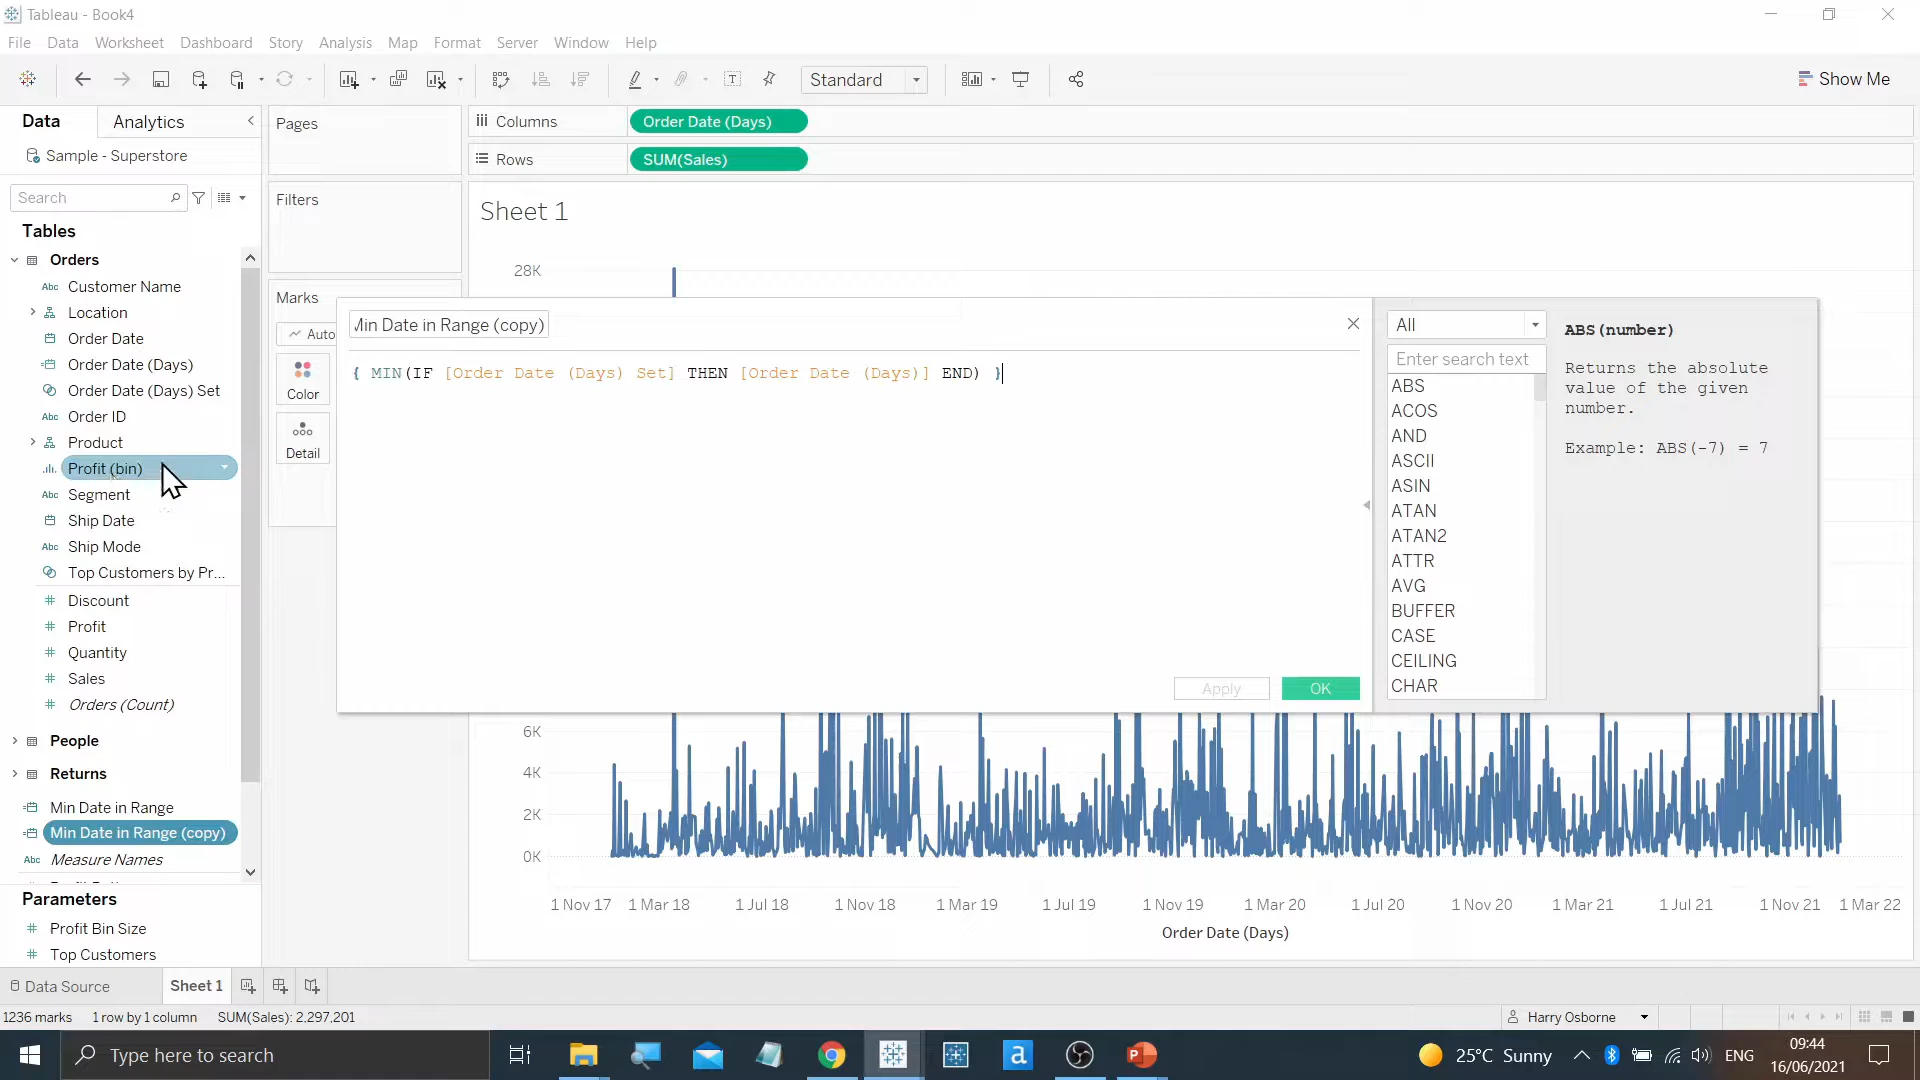 Tableau - Book4
File Data Worksheet Dashboard Story Analysis Map Format Server Window Help
Standard
Show Me
Data
Analytics
Sample - Superstore
Search
Tables
Orders
Abc Customer Name
Location
Order Date
Order Date (Days)
Order Date (Days) Set
Abc Order ID
Product
Profit (bin)
Abc Segment
Ship Date
Abc Ship Mode
Top Customers by Pr...
# Discount
# Profit
# Quantity
# Sales
# Orders (Count)
People
Returns
Min Date in Range
Min Date in Range (copy)
Abc Measure Names
Parameters
# Profit Bin Size
# Top Customers
Pages
Filters
Marks
Auto
Color
Detail
Columns
Order Date (Days)
Rows
SUM(Sales)
Sheet 1
28K
Min Date in Range (copy)
{ MIN(IF [Order Date (Days) Set] THEN [Order Date (Days)] END) }
Apply
OK
All
Enter search text
ABS
ACOS
AND
ASCII
ASIN
ATAN
ATAN2
ATTR
AVG
BUFFER
CASE
CEILING
CHAR
ABS(number)
Returns the absolute
value of the given
number.
Example: ABS(-7) = 7
6K
4K
2K
0K
1 Nov 17 1 Mar 18 1 Jul 18 1 Nov 18 1 Mar 19 1 Jul 19 1 Nov 19 1 Mar 20 1 Jul 20 1 Nov 20 1 Mar 21 1 Jul 21 1 Nov 21 1 Mar 22
Order Date (Days)
Data Source
Sheet 1
1236 marks 1 row by 1 column SUM(Sales): 2,297,201
Harry Osborne
Type here to search
25°C Sunny
ENG
09:44
16/06/2021